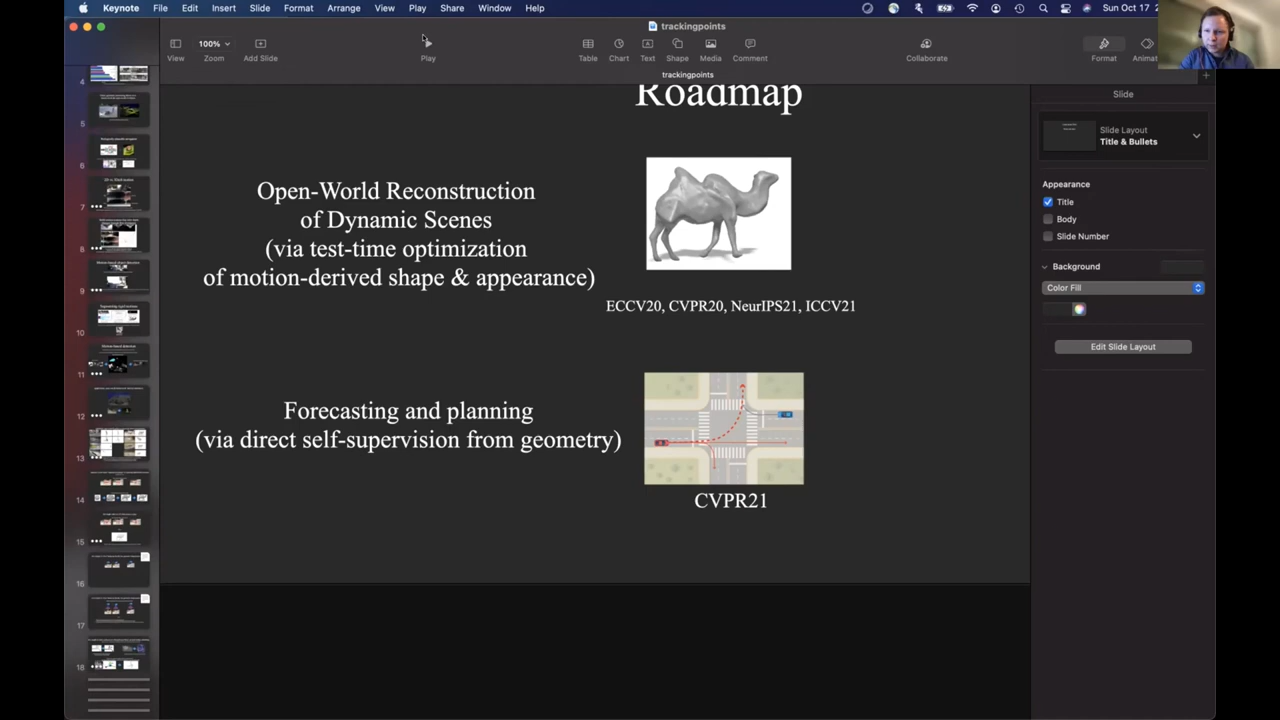 Keynote File Edit Insert Slide Format Arrange View Play Share Window Help
Sun Oct 17 2
trackingpoints
100%
View Zoom Add Slide Play Table Chart Text Shape Media Comment Collaborate Format Animat
trackingpoints
Roadmap
Open-World Reconstruction
of Dynamic Scenes
(via test-time optimization
of motion-derived shape & appearance)
ECCV20, CVPR20, NeurIPS21, ICCV21
Forecasting and planning
(via direct self-supervision from geometry)
CVPR21
Slide
Slide Layout
Title & Bullets
Appearance
Title
Body
Slide Number
Background
Color Fill
Edit Slide Layout
4
5
6
7
8
9
10
11
12
13
14
15
16
17
18